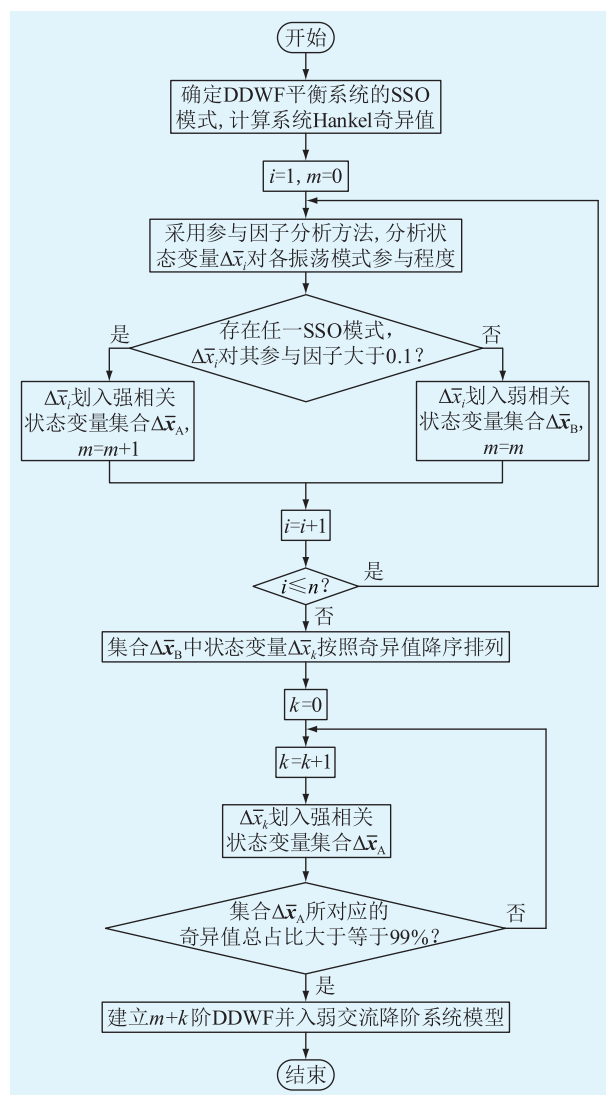 开始
确定DDWF平衡系统的SSO
模式,计算系统Hankel奇异值
i=1, m=0
采用参与因子分析方法,分析状
态变量Δx̅i对各振荡模式参与程度
存在任一SSO模式,
Δx̅i对其参与因子大于0.1?
是
否
Δx̅i划入强相关
状态变量集合Δx̅A,
m=m+1
Δx̅i划入弱相关
状态变量集合Δx̅B,
m=m
i=i+1
i≤n?
是
否
集合Δx̅B中状态变量Δx̅k按照奇异值降序排列
k=0
k=k+1
Δx̅k划入强相关
状态变量集合Δx̅A
集合Δx̅A所对应的
奇异值总占比大于等于99%?
否
是
建立m+k阶DDWF并入弱交流降阶系统模型
结束